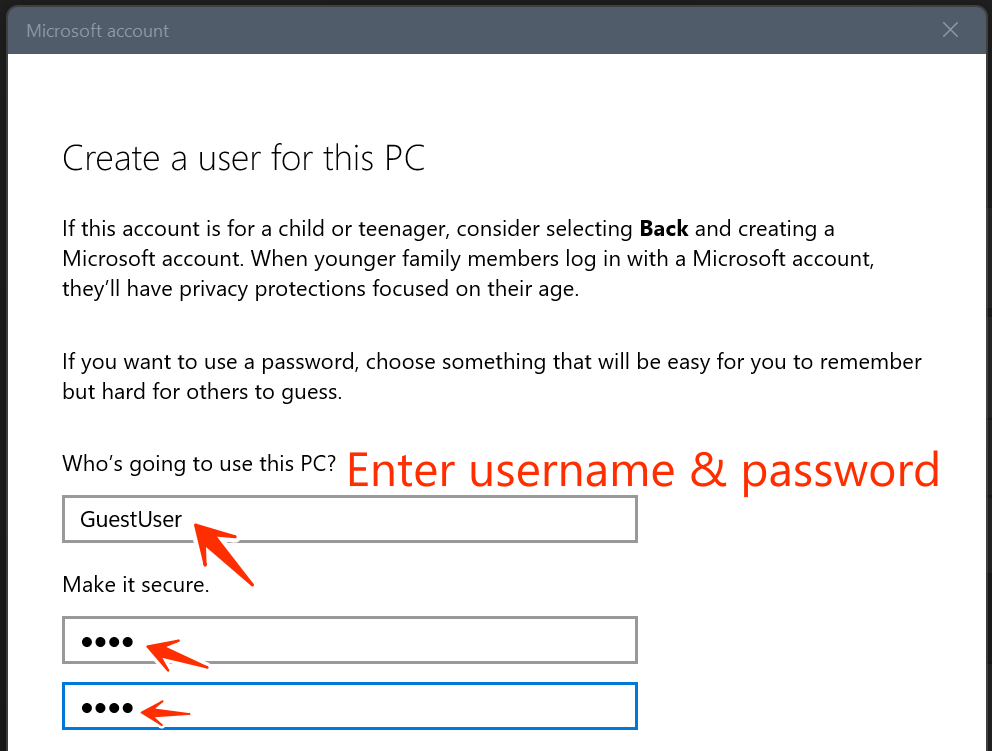 Microsoft account
Create a user for this PC
If this account is for a child or teenager, consider selecting Back and creating a
Microsoft account. When younger family members log in with a Microsoft account,
they’ll have privacy protections focused on their age.
If you want to use a password, choose something that will be easy for you to remember
but hard for others to guess.
Who’s going to use this PC? Enter username & password
GuestUser
Make it secure.
●●●●
●●●●